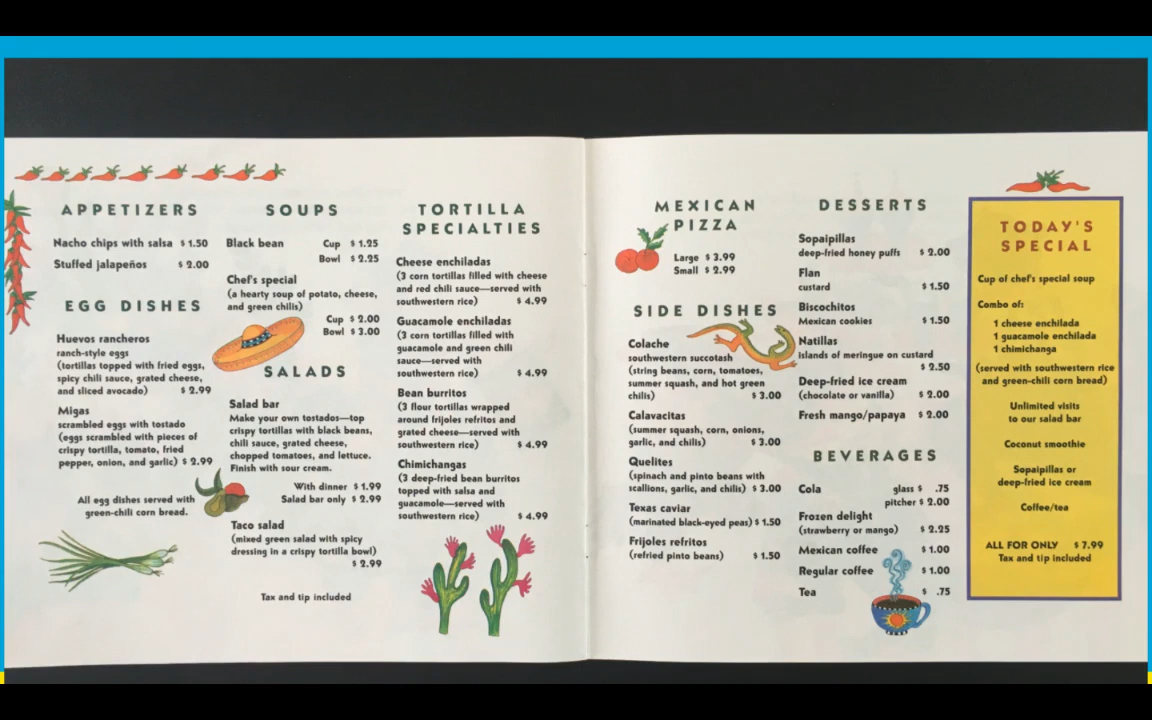 APPETIZERS
Nacho chips with salsa $ 1.50
Stuffed jalapeños $ 2.00
EGG DISHES
Huevos rancheros
ranch-style eggs
(tortillas topped with fried eggs,
spicy chili sauce, grated cheese,
and sliced avocado) $ 2.99
Migas
scrambled eggs with tostado
(eggs scrambled with pieces of
crispy tortilla, tomato, fried
pepper, onion, and garlic) $ 2.99
All egg dishes served with
green-chili corn bread.
SOUPS
Black bean Cup $ 1.25
Bowl $ 2.25
Chef's special
(a hearty soup of potato, cheese,
and green chilis)
Cup $ 2.00
Bowl $ 3.00
SALADS
Salad bar
Make your own tostados—top
crispy tortillas with black beans,
chili sauce, grated cheese,
chopped tomatoes, and lettuce.
Finish with sour cream.
With dinner $ 1.99
Salad bar only $ 2.99
Taco salad
(mixed green salad with spicy
dressing in a crispy tortilla bowl)
$ 2.99
Tax and tip included
TORTILLA
SPECIALTIES
Cheese enchiladas
(3 corn tortillas filled with cheese
and red chili sauce—served with
southwestern rice) $ 4.99
Guacamole enchiladas
(3 corn tortillas filled with
guacamole and green chili
sauce—served with
southwestern rice) $ 4.99
Bean burritos
(3 flour tortillas wrapped
around frijoles refritos and
grated cheese—served with
southwestern rice) $ 4.99
Chimichangas
(3 deep-fried bean burritos
topped with salsa and
guacamole—served with
southwestern rice) $ 4.99
MEXICAN
PIZZA
Large $ 3.99
Small $ 2.99
SIDE DISHES
Colache
southwestern succotash
(string beans, corn, tomatoes,
summer squash, and hot green
chilis) $ 3.00
Calavacitas
(summer squash, corn, onions,
garlic, and chilis) $ 3.00
Quelites
(spinach and pinto beans with
scallions, garlic, and chilis) $ 3.00
Texas caviar
(marinated black-eyed peas) $ 1.50
Frijoles refritos
(refried pinto beans) $ 1.50
DESSERTS
Sopaipillas
deep-fried honey puffs $ 2.00
Flan
custard $ 1.50
Biscochitos
Mexican cookies $ 1.50
Natillas
islands of meringue on custard
$ 2.50
Deep-fried ice cream
(chocolate or vanilla) $ 2.00
Fresh mango/papaya $ 2.00
BEVERAGES
Cola glass $ .75
pitcher $ 2.00
Frozen delight
(strawberry or mango) $ 2.25
Mexican coffee $ 1.00
Regular coffee $ 1.00
Tea $ .75
TODAY'S
SPECIAL
Cup of chef's special soup
Combo of:
1 cheese enchilada
1 guacamole enchilada
1 chimichanga
(served with southwestern rice
and green-chili corn bread)
Unlimited visits
to our salad bar
Coconut smoothie
Sopaipillas or
deep-fried ice cream
Coffee/tea
ALL FOR ONLY $ 7.99
Tax and tip included